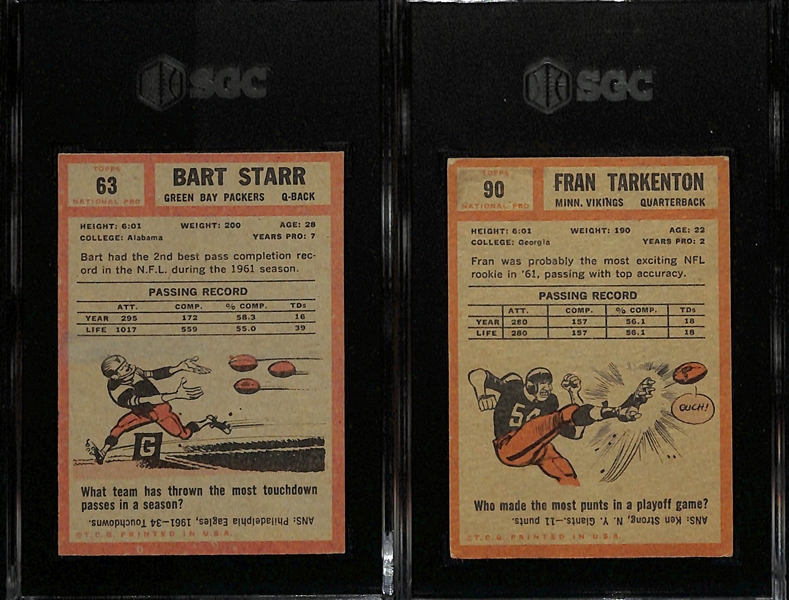 SGC
TOPPS
63
NATIONAL PRO
BART STARR
GREEN BAY PACKERS Q-BACK
HEIGHT: 6:01 WEIGHT: 200 AGE: 28
COLLEGE: Alabama YEARS PRO: 7
Bart had the 2nd best pass completion rec-
ord in the N.F.L. during the 1961 season.
PASSING RECORD
ATT. COMP. % COMP. TDs
YEAR 295 172 58.3 16
LIFE 1017 559 55.0 39
G
What team has thrown the most touchdown
passes in a season?
ANS: Philadelphia Eagles, 1961—34 Touchdowns.
©T.C.G. PRINTED IN U.S.A.
SGC
TOPPS
90
NATIONAL PRO
FRAN TARKENTON
MINN. VIKINGS QUARTERBACK
HEIGHT: 6:01 WEIGHT: 190 AGE: 22
COLLEGE: Georgia YEARS PRO: 2
Fran was probably the most exciting NFL
rookie in '61, passing with top accuracy.
PASSING RECORD
ATT. COMP. % COMP. TDs
YEAR 280 157 56.1 18
LIFE 280 157 56.1 18
OUCH!
Who made the most punts in a playoff game?
ANS: Ken Strong, N. Y. Giants.—11 punts.
©T.C.G. PRINTED IN U.S.A.